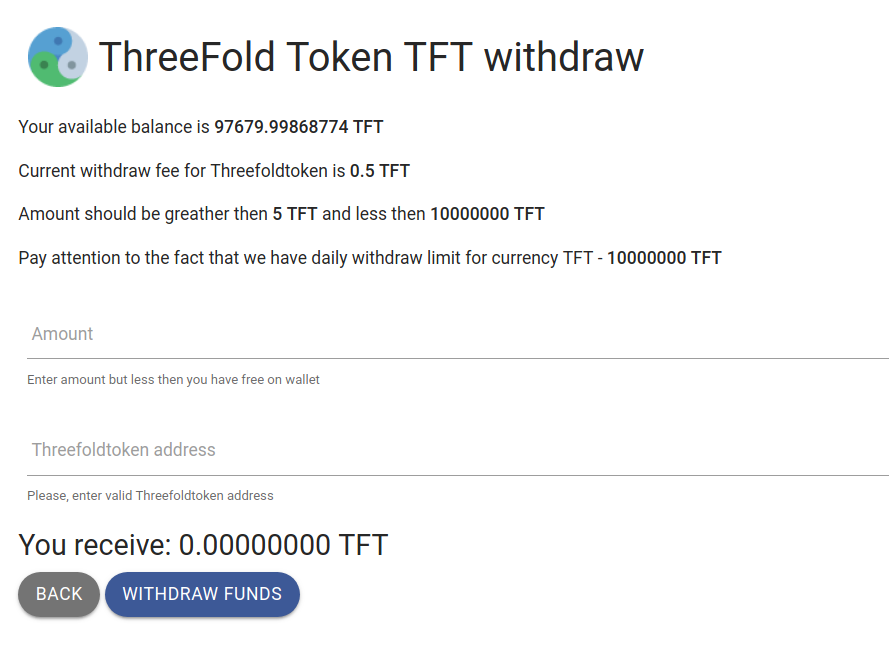 ThreeFold Token TFT withdraw
Your available balance is 97679.99868774 TFT
Current withdraw fee for Threefoldtoken is 0.5 TFT
Amount should be greather then 5 TFT and less then 10000000 TFT
Pay attention to the fact that we have daily withdraw limit for currency TFT - 10000000 TFT
Amount
Enter amount but less then you have free on wallet
Threefoldtoken address
Please, enter valid Threefoldtoken address
You receive: 0.00000000 TFT
BACK WITHDRAW FUNDS